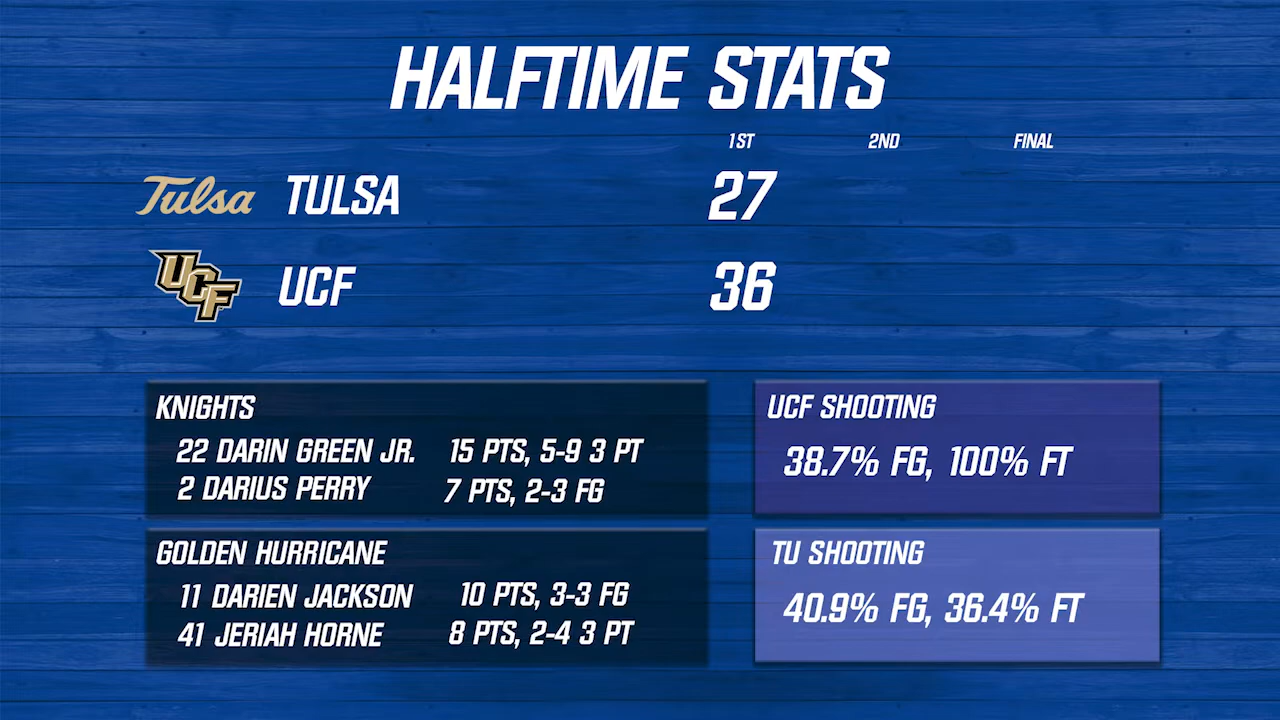 HALFTIME STATS
1ST 2ND FINAL
Tulsa TULSA 27
UCF UCF 36
KNIGHTS
22 DARIN GREEN JR. 15 PTS, 5-9 3 PT
2 DARIUS PERRY 7 PTS, 2-3 FG
UCF SHOOTING
38.7% FG, 100% FT
GOLDEN HURRICANE
11 DARIEN JACKSON 10 PTS, 3-3 FG
41 JERIAH HORNE 8 PTS, 2-4 3 PT
TU SHOOTING
40.9% FG, 36.4% FT